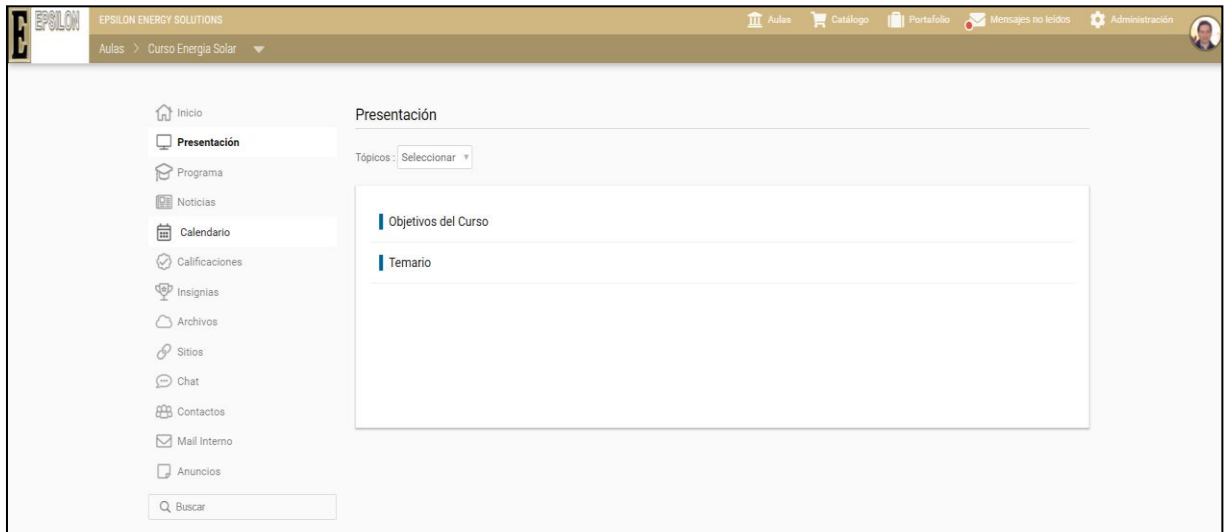 E
EPSILON
EPSILON ENERGY SOLUTIONS
Aulas
Catálogo
Portafolio
Mensajes no leídos
Administración
Aulas > Curso Energia Solar
Inicio
Presentación
Programa
Noticias
Calendario
Calificaciones
Insignias
Archivos
Sitios
Chat
Contactos
Mail Interno
Anuncios
Buscar
Presentación
Tópicos : Seleccionar
Objetivos del Curso
Temario